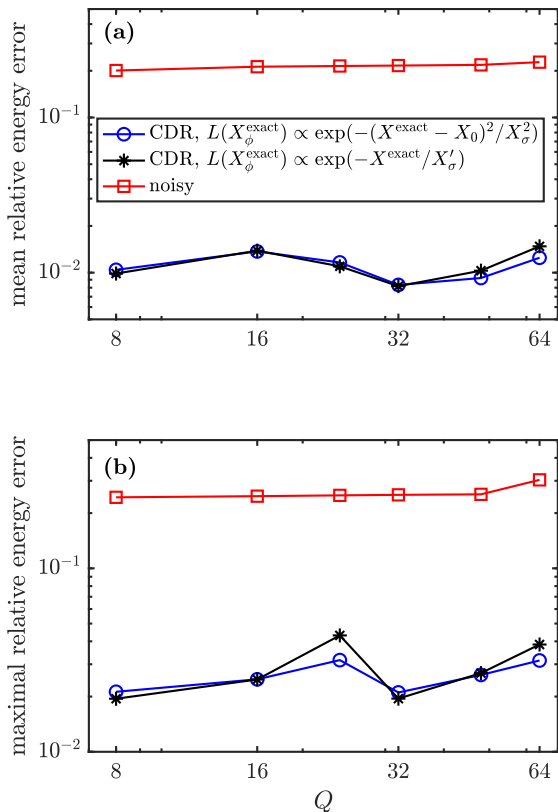 (a)
mean relative energy error
10^{-1}
10^{-2}
CDR, L(X_ϕ^{exact}) ∝ exp(−(X^{exact} − X_0)^2/X_σ^2)
CDR, L(X_ϕ^{exact}) ∝ exp(−X^{exact}/X′_σ)
noisy
8 16 32 64
(b)
maximal relative energy error
10^{-1}
10^{-2}
8 16 32 64
Q